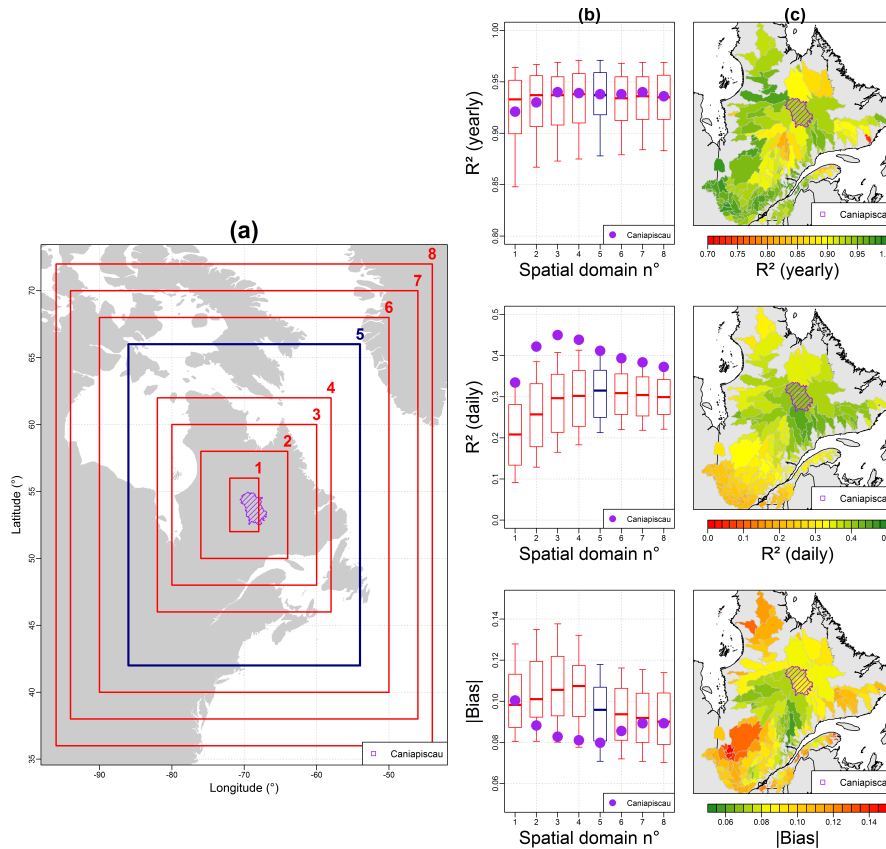 (a)
8
7
6
5
4
3
2
1
70
65
60
55
50
45
40
35
Latitude (°)
-90
-80
-70
-60
-50
Longitude (°)
Caniapiscau
(b)
1.00
0.95
0.90
0.85
0.80
R² (yearly)
Caniapiscau
1 2 3 4 5 6 7 8
Spatial domain n°
0.5
0.4
0.3
0.2
0.1
0.0
R² (daily)
Caniapiscau
1 2 3 4 5 6 7 8
Spatial domain n°
0.14
0.12
0.10
0.08
0.06
|Bias|
Caniapiscau
1 2 3 4 5 6 7 8
Spatial domain n°
(c)
Caniapiscau
0.70 0.75 0.80 0.85 0.90 0.95 1.
R² (yearly)
Caniapiscau
0.0 0.1 0.2 0.3 0.4
R² (daily)
Caniapiscau
0.06 0.08 0.10 0.12 0.14
|Bias|